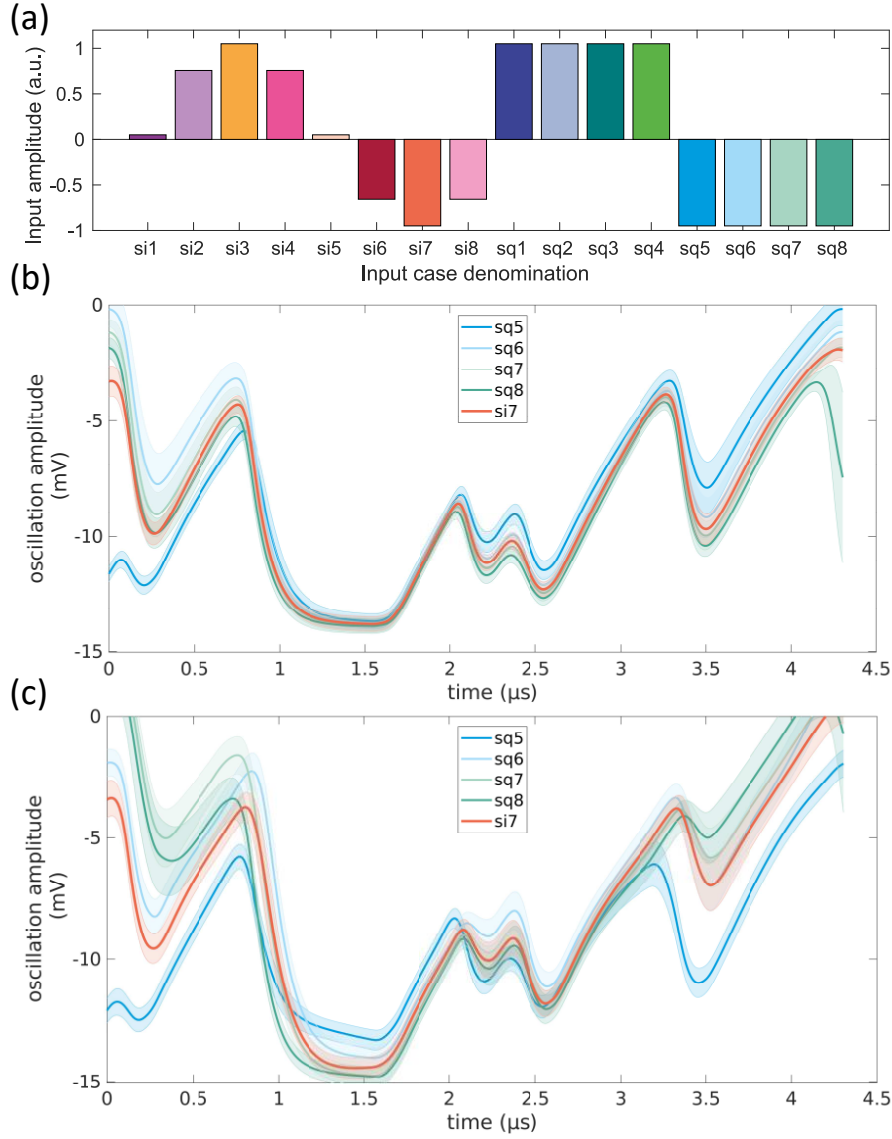 (a)
Input amplitude (a.u.)
1
0.5
0
-0.5
-1
si1 si2 si3 si4 si5 si6 si7 si8 sq1 sq2 sq3 sq4 sq5 sq6 sq7 sq8
Input case denomination
(b)
oscillation amplitude
(mV)
0
-5
-10
-15
sq5
sq6
sq7
sq8
si7
0 0.5 1 1.5 2 2.5 3 3.5 4 4.5
time (μs)
(c)
oscillation amplitude
(mV)
0
-5
-10
-15
sq5
sq6
sq7
sq8
si7
0 0.5 1 1.5 2 2.5 3 3.5 4 4.5
time (μs)